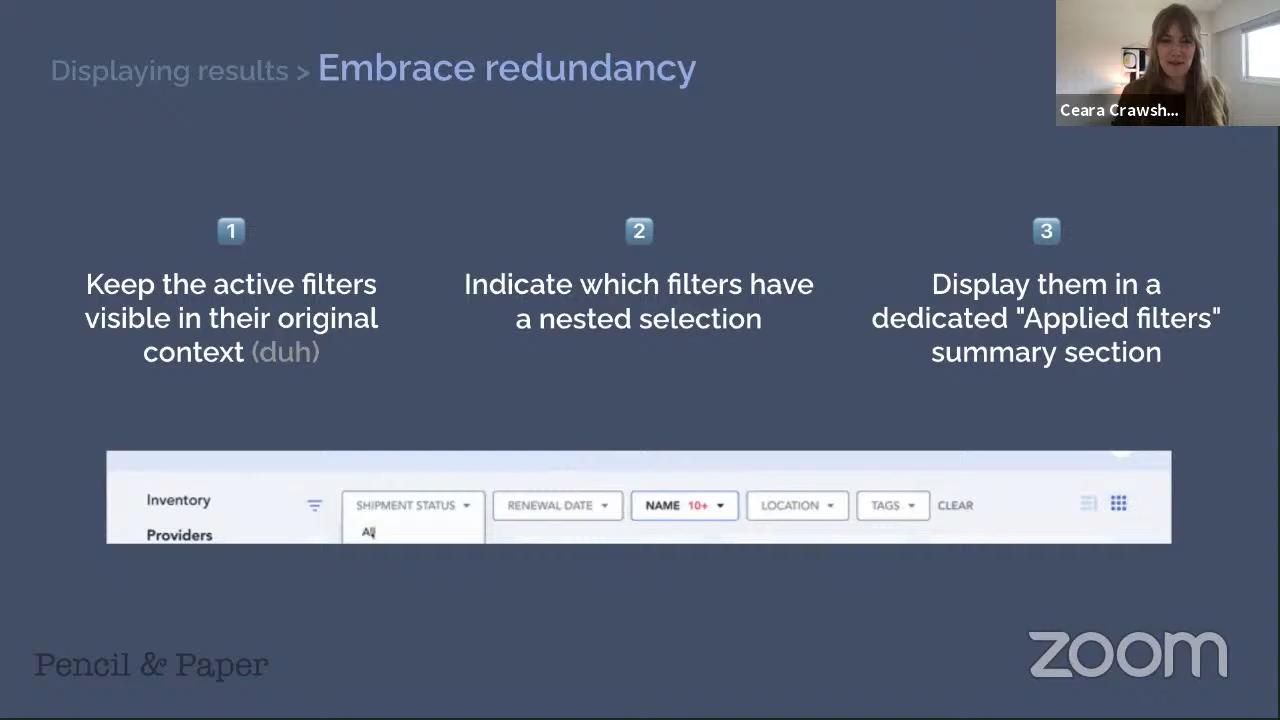 Displaying results > Embrace redundancy
Ceara Crawsh...
1
2
3
Keep the active filters
visible in their original
context (duh)
Indicate which filters have
a nested selection
Display them in a
dedicated "Applied filters"
summary section
Inventory
Providers
SHIPMENT STATUS
All
RENEWAL DATE
NAME 10+
LOCATION
TAGS
CLEAR
Pencil & Paper
zoom